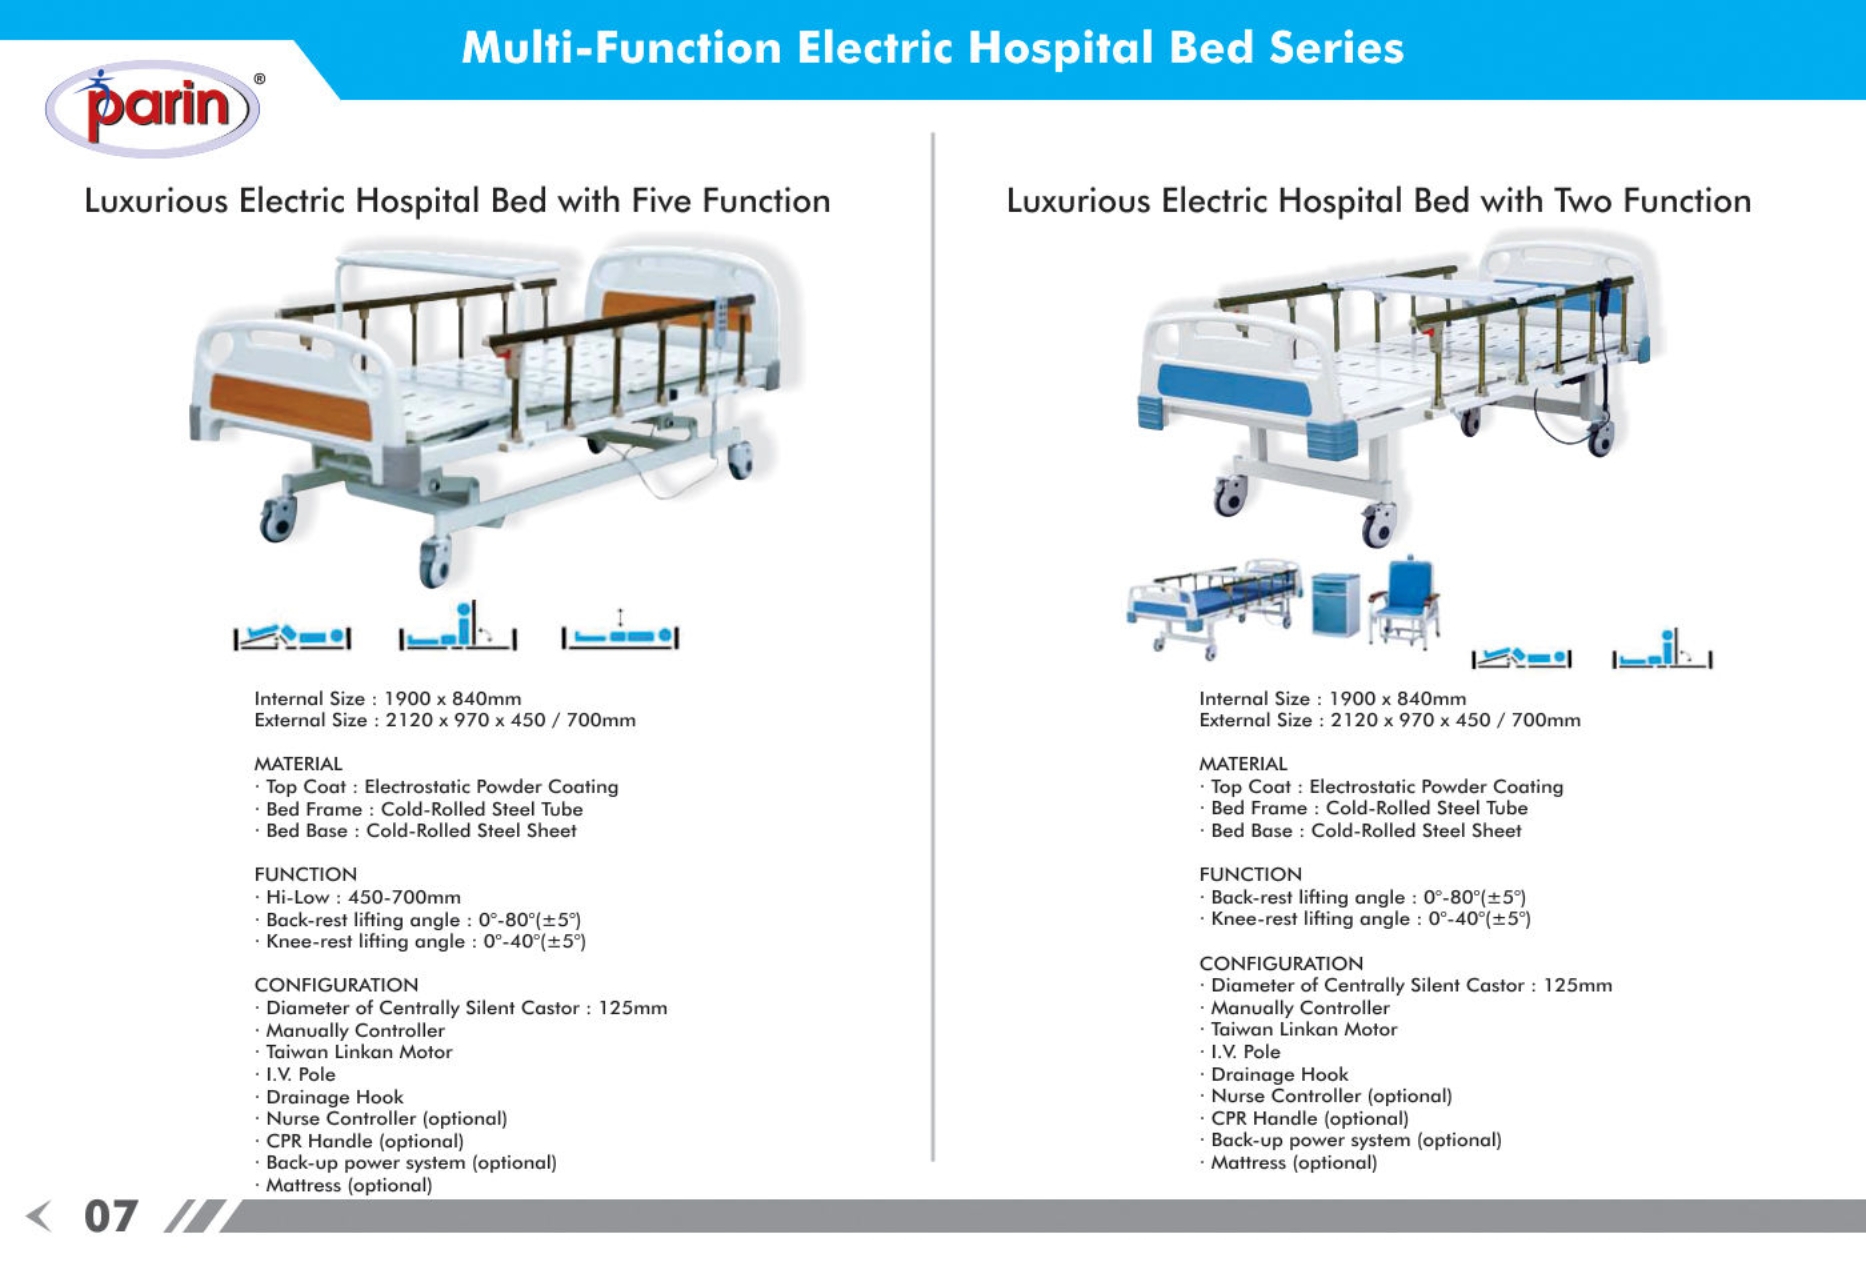 Multi-Function Electric Hospital Bed Series
parin®
Luxurious Electric Hospital Bed with Five Function
Internal Size : 1900 x 840mm
External Size : 2120 x 970 x 450 / 700mm
MATERIAL
· Top Coat : Electrostatic Powder Coating
· Bed Frame : Cold-Rolled Steel Tube
· Bed Base : Cold-Rolled Steel Sheet
FUNCTION
· Hi-Low : 450-700mm
· Back-rest lifting angle : 0°-80°(±5°)
· Knee-rest lifting angle : 0°-40°(±5°)
CONFIGURATION
· Diameter of Centrally Silent Castor : 125mm
· Manually Controller
· Taiwan Linkan Motor
· I.V. Pole
· Drainage Hook
· Nurse Controller (optional)
· CPR Handle (optional)
· Back-up power system (optional)
· Mattress (optional)
Luxurious Electric Hospital Bed with Two Function
Internal Size : 1900 x 840mm
External Size : 2120 x 970 x 450 / 700mm
MATERIAL
· Top Coat : Electrostatic Powder Coating
· Bed Frame : Cold-Rolled Steel Tube
· Bed Base : Cold-Rolled Steel Sheet
FUNCTION
· Back-rest lifting angle : 0°-80°(±5°)
· Knee-rest lifting angle : 0°-40°(±5°)
CONFIGURATION
· Diameter of Centrally Silent Castor : 125mm
· Manually Controller
· Taiwan Linkan Motor
· I.V. Pole
· Drainage Hook
· Nurse Controller (optional)
· CPR Handle (optional)
· Back-up power system (optional)
· Mattress (optional)
07